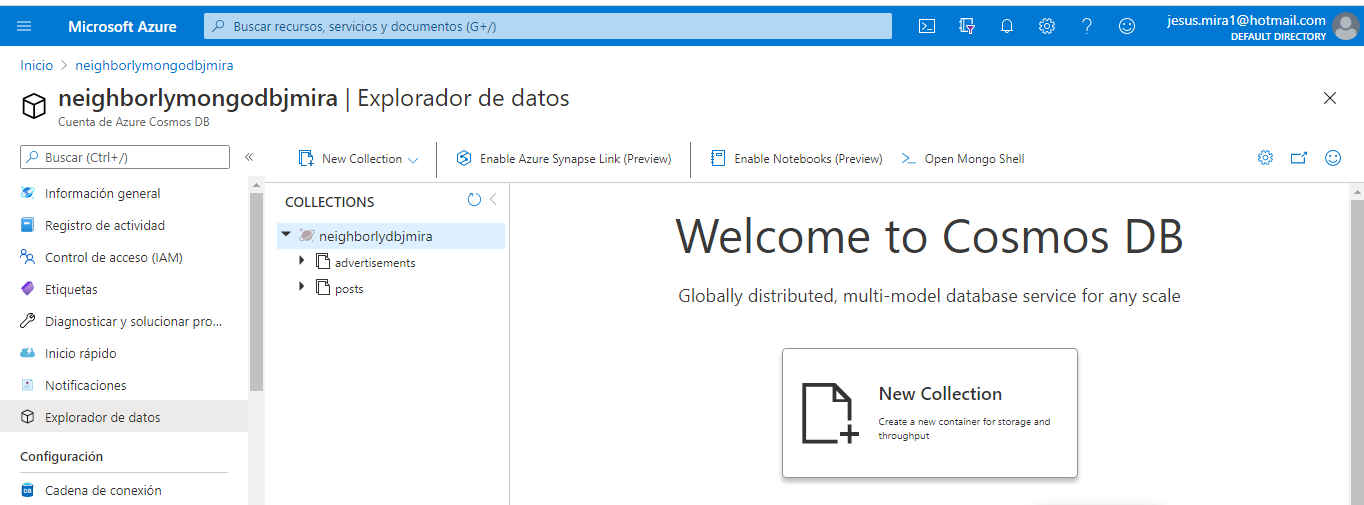 Microsoft Azure
Buscar recursos, servicios y documentos (G+/)
jesus.mira1@hotmail.com
DEFAULT DIRECTORY
Inicio > neighborlymongodbjmira
neighborlymongodbjmira | Explorador de datos
Cuenta de Azure Cosmos DB
Buscar (Ctrl+/)
«
Información general
Registro de actividad
Control de acceso (IAM)
Etiquetas
Diagnosticar y solucionar pro...
Inicio rápido
Notificaciones
Explorador de datos
Configuración
Cadena de conexión
New Collection
Enable Azure Synapse Link (Preview)
Enable Notebooks (Preview)
Open Mongo Shell
COLLECTIONS
neighborlydbjmira
advertisements
posts
Welcome to Cosmos DB
Globally distributed, multi-model database service for any scale
New Collection
Create a new container for storage and
throughput